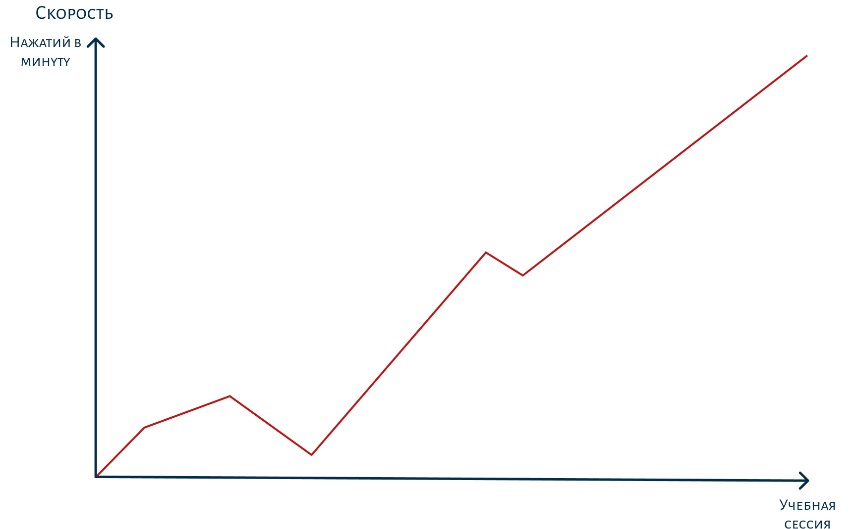 Скорость
Нажатий в
минуту
Учебная
сессия